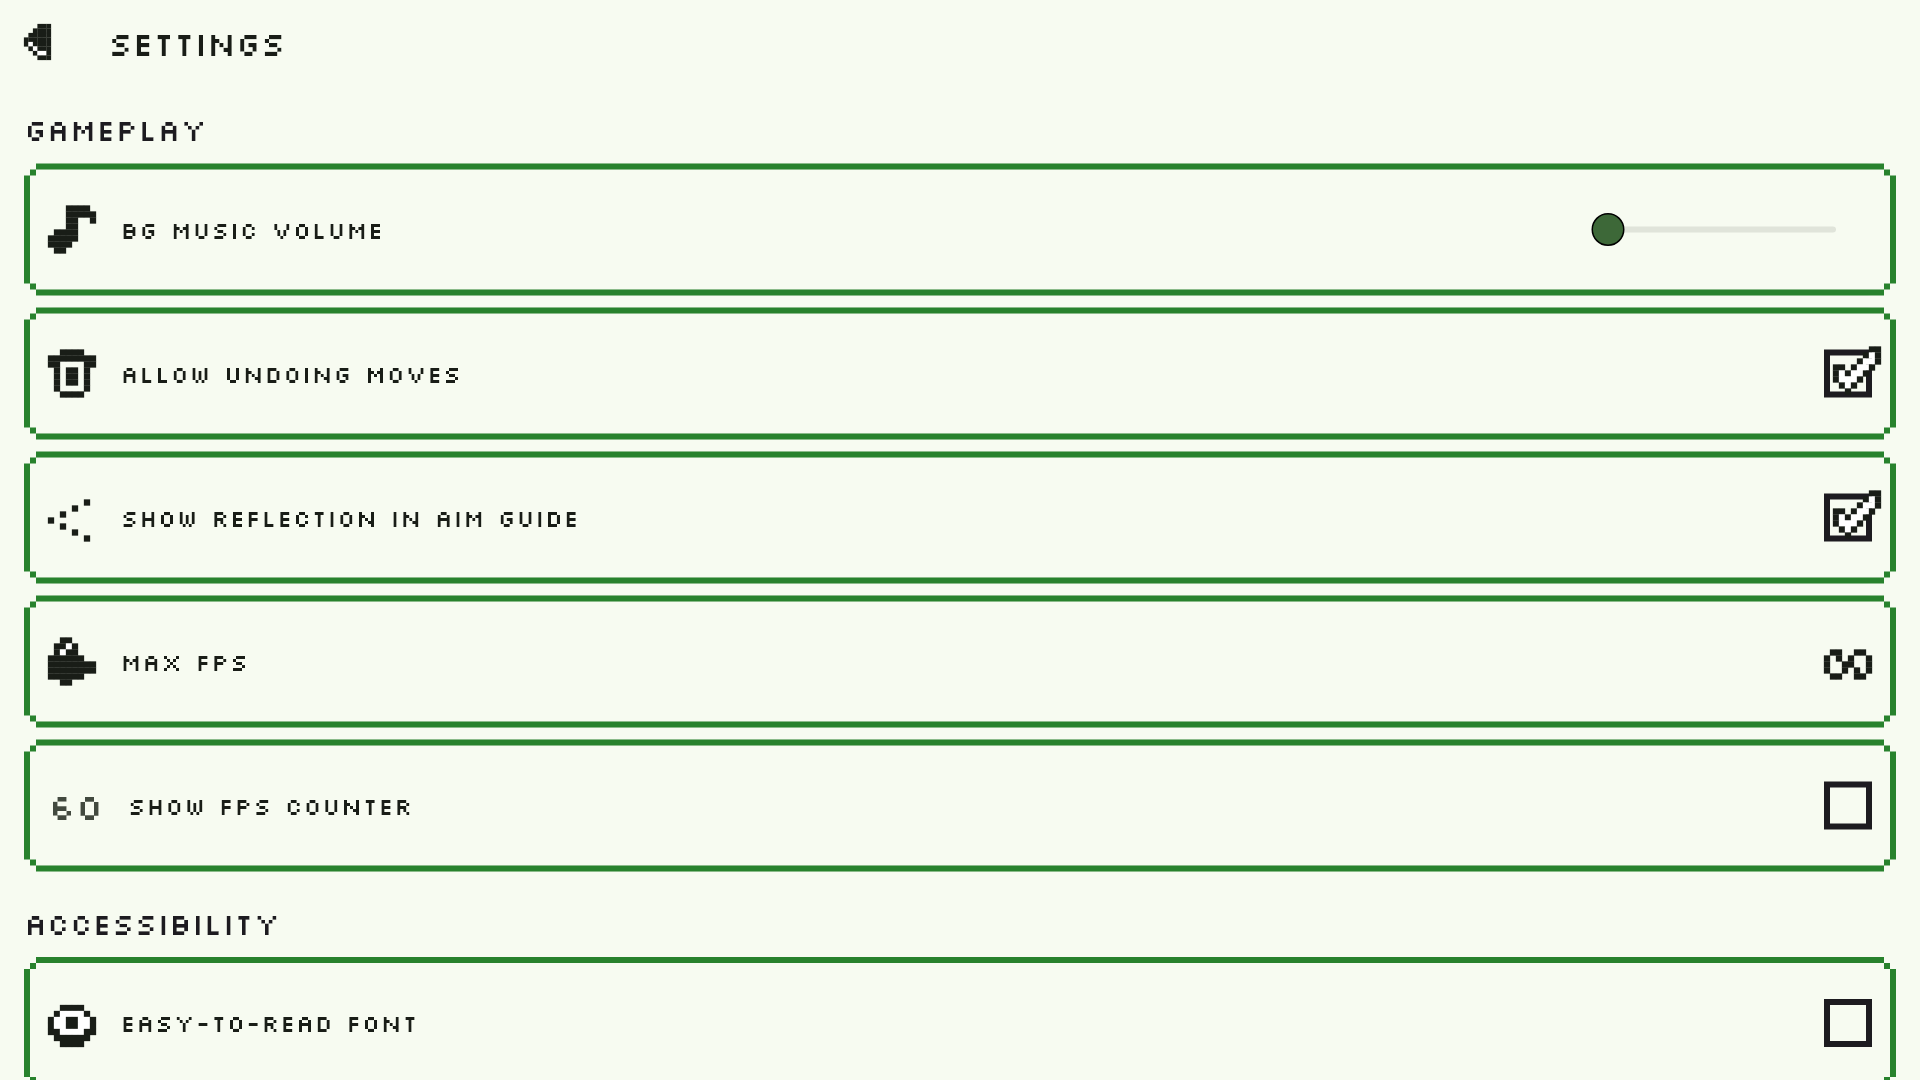 SETTINGS
GAMEPLAY
BG MUSIC VOLUME
ALLOW UNDOING MOVES
SHOW REFLECTION IN AIM GUIDE
MAX FPS
∞
60 SHOW FPS COUNTER
ACCESSIBILITY
EASY-TO-READ FONT